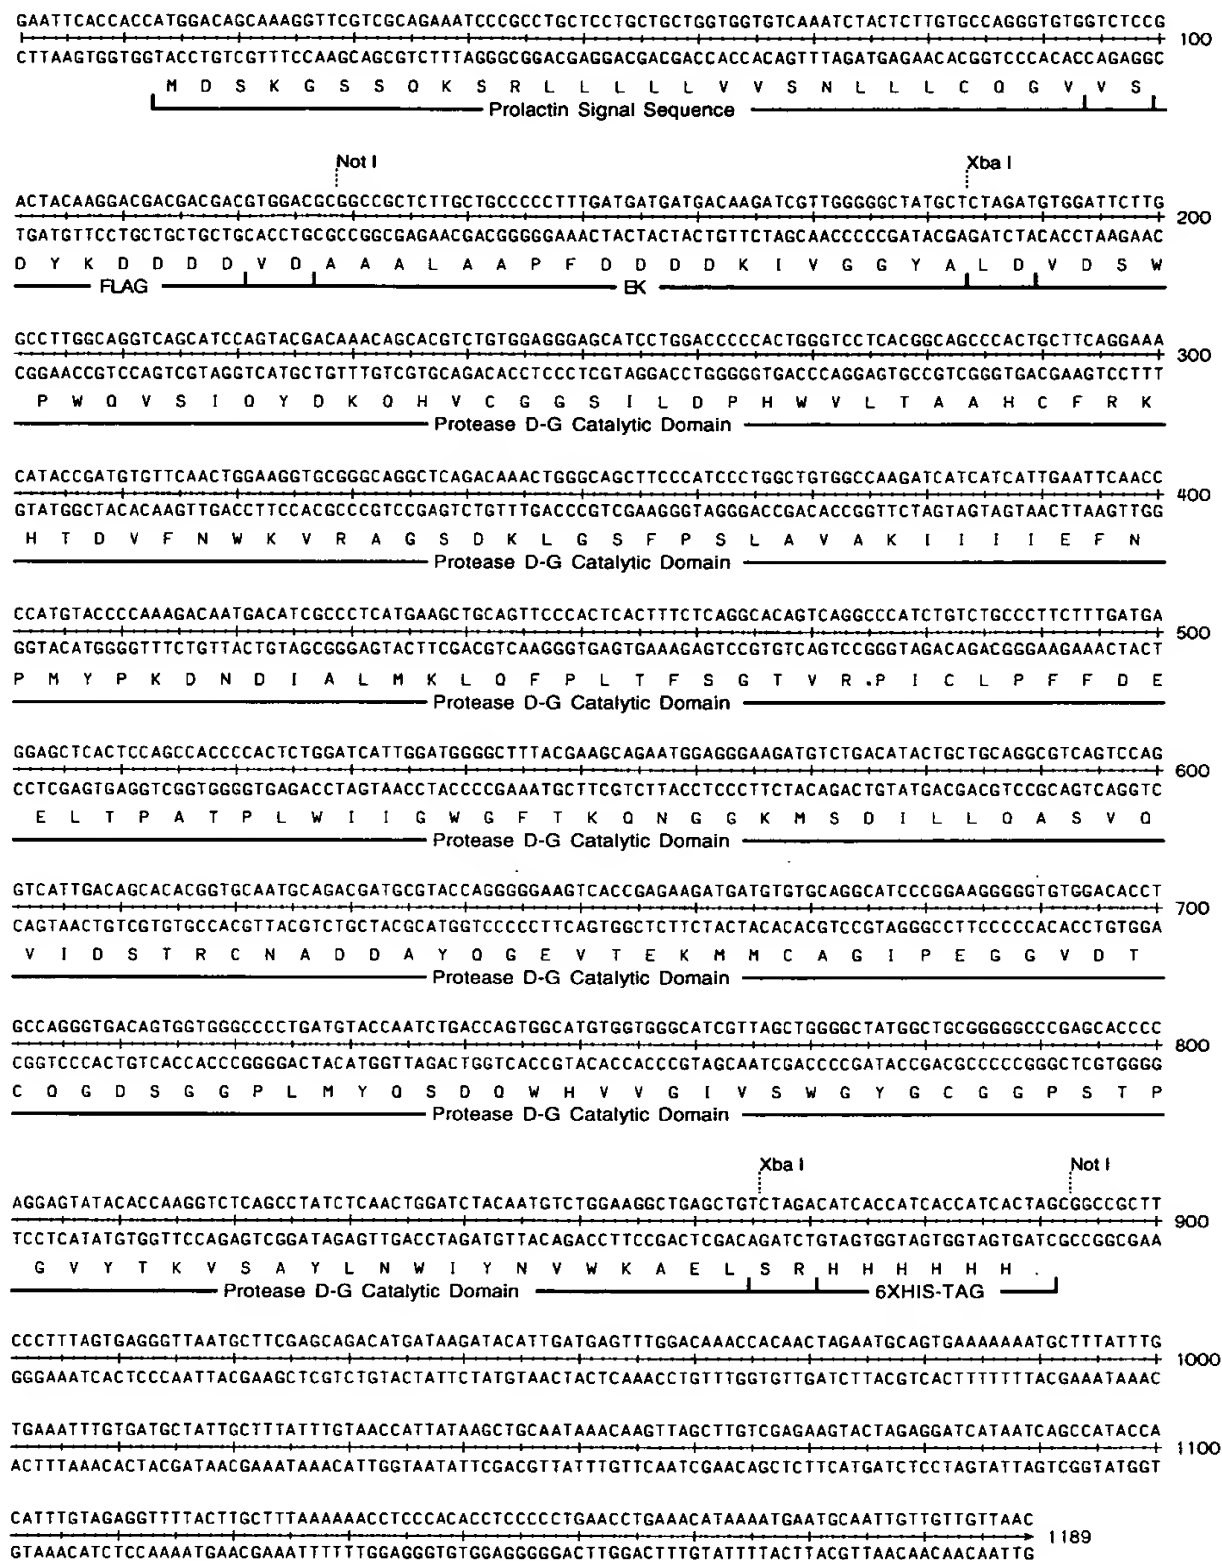 GAATTCACCACCATGGACAGCAAAGGTTCGTCGCAGAAATCCCGCCTGCTCCTGCTGCTGGTGGTGTCAAATCTACTCTTGTGCCAGGGTGTGGTCTCCG
100
CTTAAGTGGTGGTACCTGTCGTTTCCAAGCAGCGTCTTTAGGGCGGACGAGGACGACGACCACCACAGTTTAGATGAGAACACGGTCCCACACCAGAGGC
M D S K G S S Q K S R L L L L L V V S N L L L C Q G V V S
Prolactin Signal Sequence
Not I Xba I
ACTACAAGGACGACGACGACGTGGACGCGGCCGCTCTTGCTGCCCCCTTTGATGATGATGACAAGATCGTTGGGGGCTATGCTCTAGATGTGGATTCTTG
200
TGATGTTCCTGCTGCTGCTGCACCTGCGCCGGCGAGAACGACGGGGGAAACTACTACTACTGTTCTAGCAACCCCCGATACGAGATCTACACCTAAGAAC
D Y K D D D D V D A A A L A A P F D D D D K I V G G Y A L D V D S W
FLAG EK
GCCTTGGCAGGTCAGCATCCAGTACGACAAACAGCACGTCTGTGGAGGGAGCATCCTGGACCCCCACTGGGTCCTCACGGCAGCCCACTGCTTCAGGAAA
300
CGGAACCGTCCAGTCGTAGGTCATGCTGTTTGTCGTGCAGACACCTCCCTCGTAGGACCTGGGGGTGACCCAGGAGTGCCGTCGGGTGACGAAGTCCTTT
P W Q V S I Q Y D K Q H V C G G S I L D P H W V L T A A H C F R K
Protease D-G Catalytic Domain
CATACCGATGTGTTCAACTGGAAGGTGCGGGCAGGCTCAGACAAACTGGGCAGCTTCCCATCCCTGGCTGTGGCCAAGATCATCATCATTGAATTCAACC
400
GTATGGCTACACAAGTTGACCTTCCACGCCCGTCCGAGTCTGTTTGACCCGTCGAAGGGTAGGGACCGACACCGGTTCTAGTAGTAGTAACTTAAGTTGG
H T D V F N W K V R A G S D K L G S F P S L A V A K I I I I E F N
Protease D-G Catalytic Domain
CCATGTACCCCAAAGACAATGACATCGCCCTCATGAAGCTGCAGTTCCCACTCACTTTCTCAGGCACAGTCAGGCCCATCTGTCTGCCCTTCTTTGATGA
500
GGTACATGGGGTTTCTGTTACTGTAGCGGGAGTACTTCGACGTCAAGGGTGAGTGAAAGAGTCCGTGTCAGTCCGGGTAGACAGACGGGAAGAAACTACT
P M Y P K D N D I A L M K L Q F P L T F S G T V R P I C L P F F D E
Protease D-G Catalytic Domain
GGAGCTCACTCCAGCCACCCCACTCTGGATCATTGGATGGGGCTTTACGAAGCAGAATGGAGGGAAGATGTCTGACATACTGCTGCAGGCGTCAGTCCAG
600
CCTCGAGTGAGGTCGGTGGGGTGAGACCTAGTAACCTACCCCGAAATGCTTCGTCTTACCTCCCTTCTACAGACTGTATGACGACGTCCGCAGTCAGGTC
E L T P A T P L W I I G W G F T K Q N G G K M S D I L L Q A S V Q
Protease D-G Catalytic Domain
GTCATTGACAGCACACGGTGCAATGCAGACGATGCGTACCAGGGGGAAGTCACCGAGAAGATGATGTGTGCAGGCATCCCGGAAGGGGGTGTGGACACCT
700
CAGTAACTGTCGTGTGCCACGTTACGTCTGCTACGCATGGTCCCCCTTCAGTGGCTCTTCTACTACACACGTCCGTAGGGCCTTCCCCCACACCTGTGGA
V I D S T R C N A D D A Y Q G E V T E K M M C A G I P E G G V D T
Protease D-G Catalytic Domain
GCCAGGGTGACAGTGGTGGGCCCCTGATGTACCAATCTGACCAGTGGCATGTGGTGGGCATCGTTAGCTGGGGCTATGGCTGCGGGGGCCCGAGCACCCC
800
CGGTCCCACTGTCACCACCCGGGGACTACATGGTTAGACTGGTCACCGTACACCACCCGTAGCAATCGACCCCGATACCGACGCCCCCGGGCTCGTGGGG
C Q G D S G G P L M Y Q S D Q W H V V G I V S W G Y G C G G P S T P
Protease D-G Catalytic Domain
Xba I Not I
AGGAGTATACACCAAGGTCTCAGCCTATCTCAACTGGATCTACAATGTCTGGAAGGCTGAGCTGTCTAGACATCACCATCACCATCACTAGCGGCCGCTT
900
TCCTCATATGTGGTTCCAGAGTCGGATAGAGTTGACCTAGATGTTACAGACCTTCCGACTCGACAGATCTGTAGTGGTAGTGGTAGTGATCGCCGGCGAA
G V Y T K V S A Y L N W I Y N V W K A E L S R H H H H H H .
Protease D-G Catalytic Domain 6XHIS-TAG
CCCTTTAGTGAGGGTTAATGCTTCGAGCAGACATGATAAGATACATTGATGAGTTTGGACAAACCACAACTAGAATGCAGTGAAAAAAATGCTTTATTTG
1000
GGGAAATCACTCCCAATTACGAAGCTCGTCTGTACTATTCTATGTAACTACTCAAACCTGTTTGGTGTTGATCTTACGTCACTTTTTTTACGAAATAAAC
TGAAATTTGTGATGCTATTGCTTTATTTGTAACCATTATAAGCTGCAATAAACAAGTTAGCTTGTCGAGAAGTACTAGAGGATCATAATCAGCCATACCA
1100
ACTTTAAACACTACGATAACGAAATAAACATTGGTAATATTCGACGTTATTTGTTCAATCGAACAGCTCTTCATGATCTCCTAGTATTAGTCGGTATGGT
CATTTGTAGAGGTTTTACTTGCTTTAAAAAACCTCCCACACCTCCCCCTGAACCTGAAACATAAAATGAATGCAATTGTTGTTGTTAAC
1189
GTAAACATCTCCAAAATGAACGAAATTTTTTGGAGGGTGTGGAGGGGGACTTGGACTTTGTATTTTACTTACGTTAACAACAACAATTG